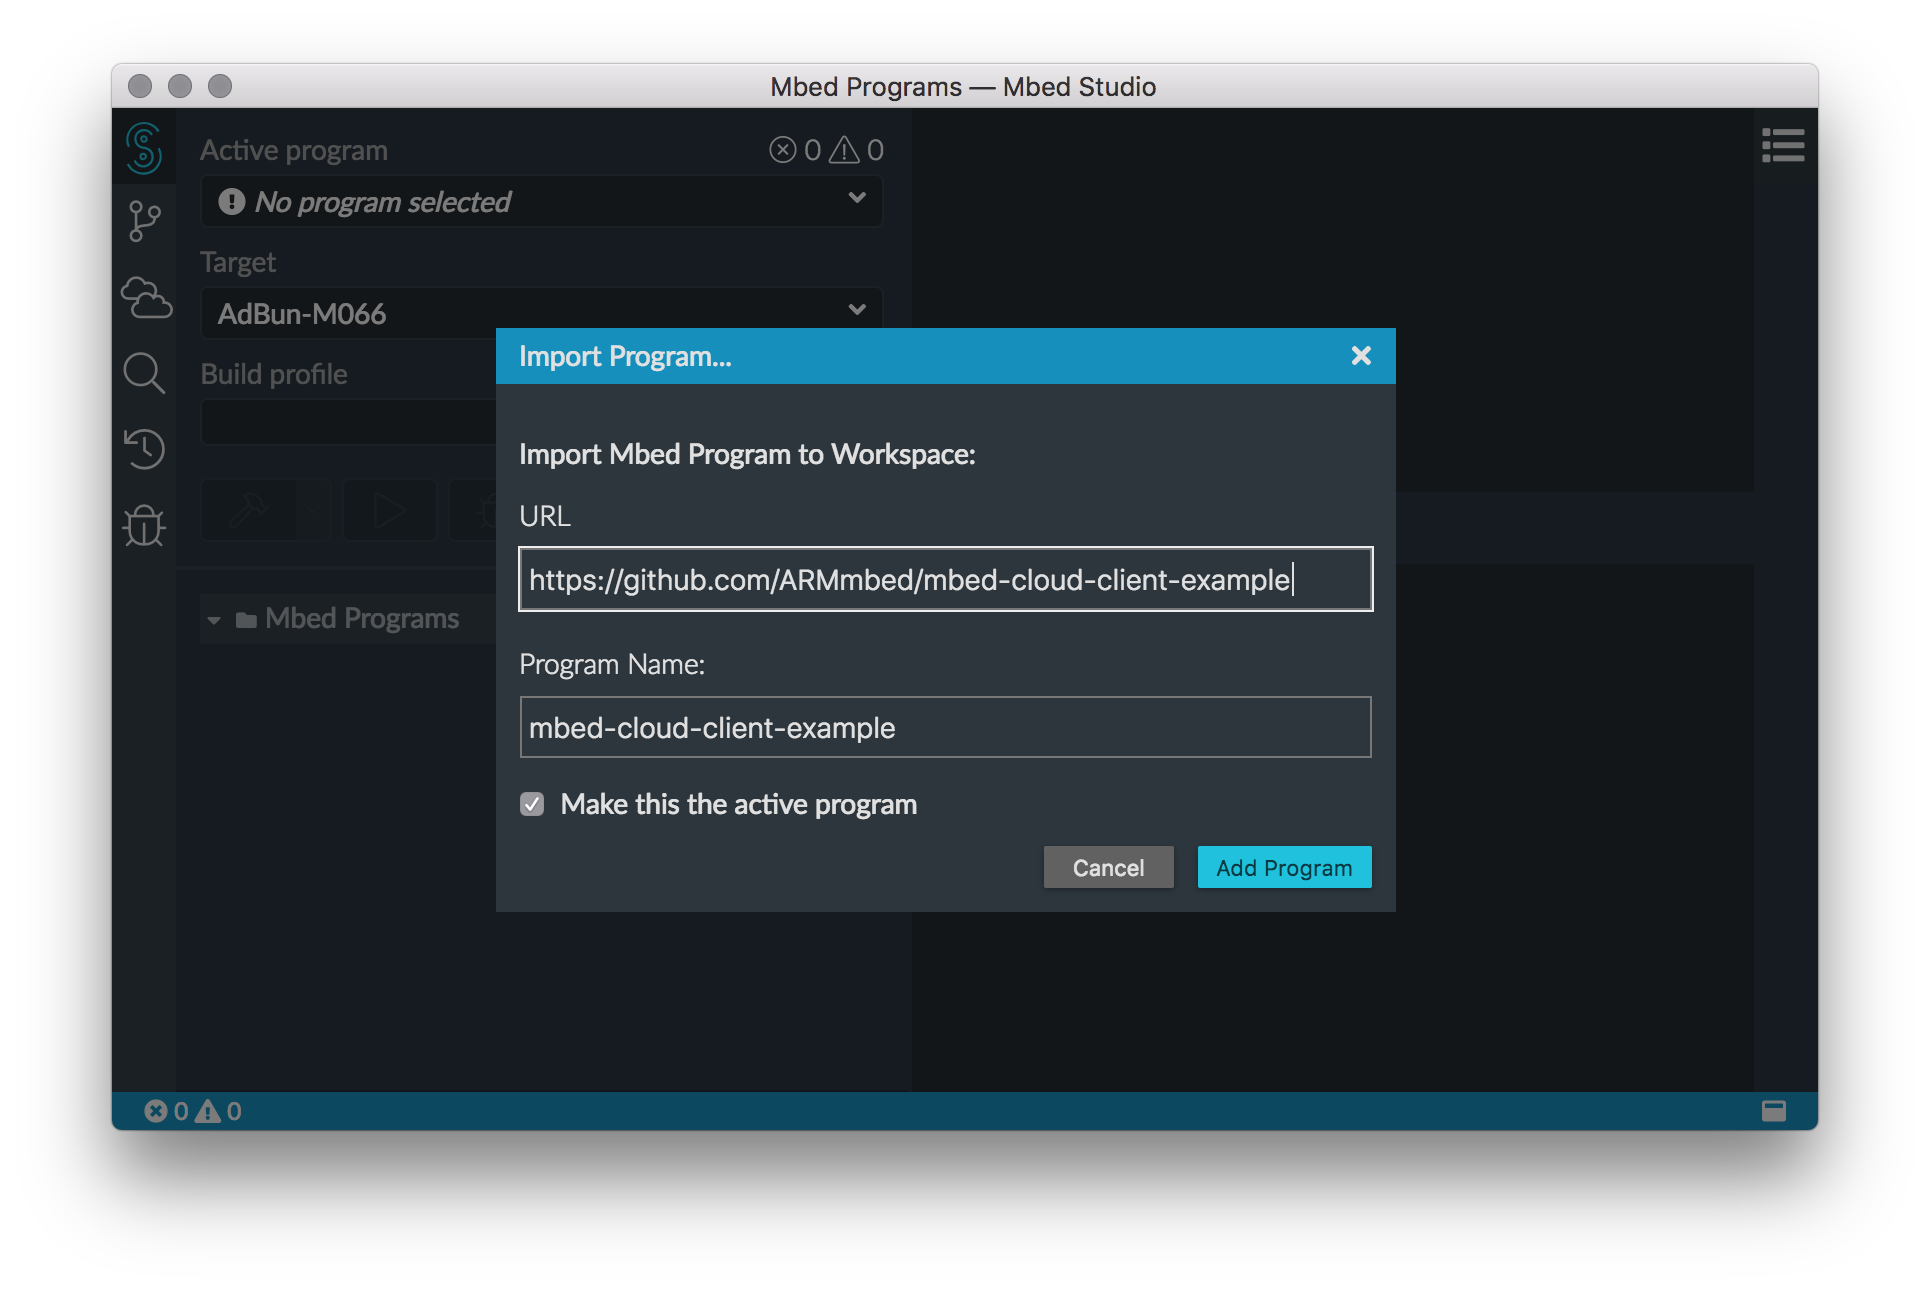 Mbed Programs — Mbed Studio
Active program
0 0
No program selected
Target
AdBun-M066
Build profile
Mbed Programs
Import Program...
Import Mbed Program to Workspace:
URL
https://github.com/ARMmbed/mbed-cloud-client-example
Program Name:
mbed-cloud-client-example
Make this the active program
Cancel
Add Program
0 0